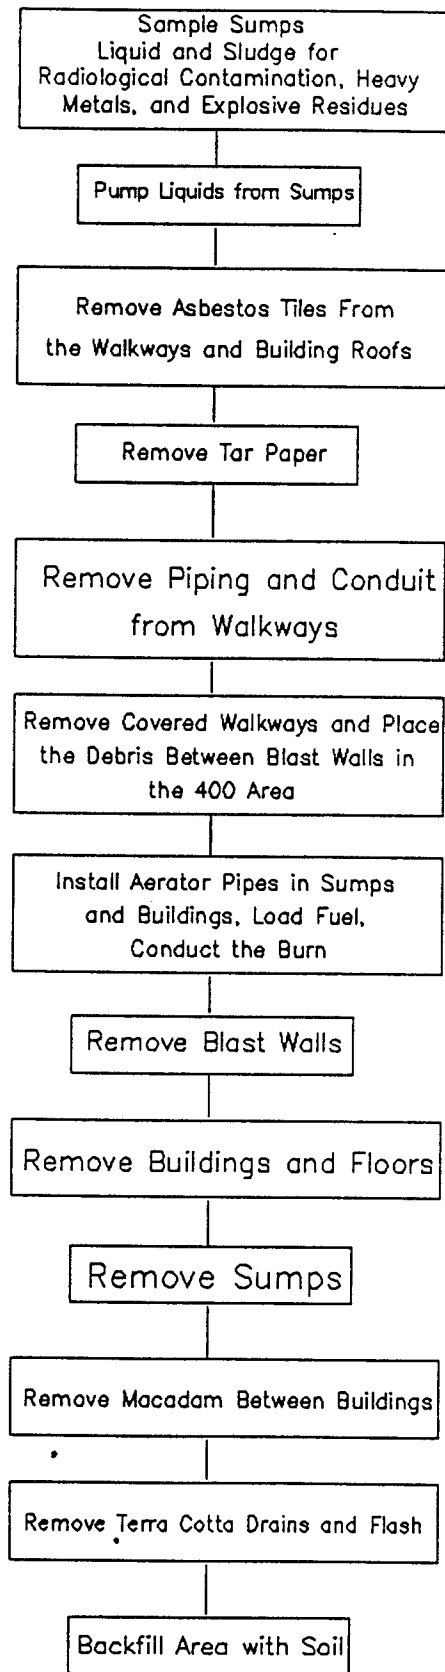 Sample Sumps
Liquid and Sludge for
Radiological Contamination, Heavy
Metals, and Explosive Residues
Pump Liquids from Sumps
Remove Asbestos Tiles From
the Walkways and Building Roofs
Remove Tar Paper
Remove Piping and Conduit
from Walkways
Remove Covered Walkways and Place
the Debris Between Blast Walls in
the 400 Area
Install Aerator Pipes in Sumps
and Buildings, Load Fuel,
Conduct the Burn
Remove Blast Walls
Remove Buildings and Floors
Remove Sumps
Remove Macadam Between Buildings
Remove Terra Cotta Drains and Flash
Backfill Area with Soil